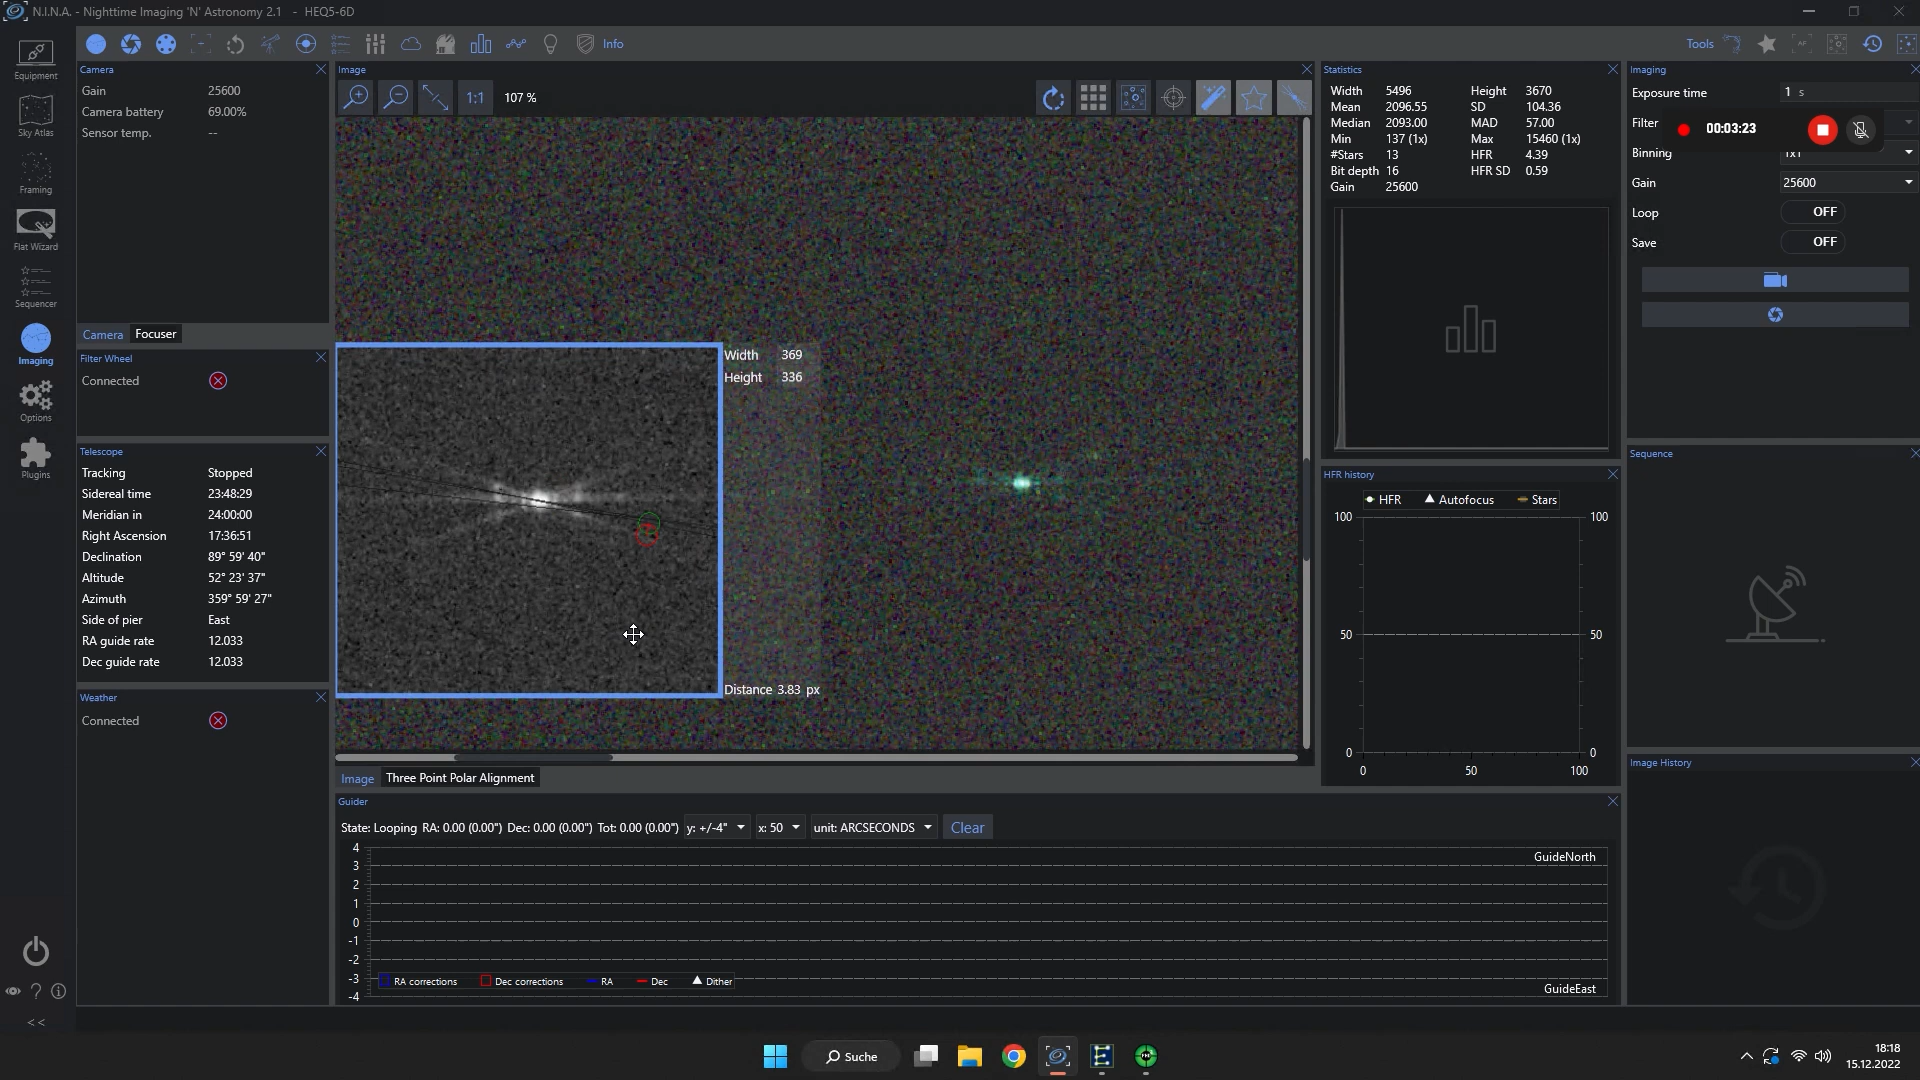 N.I.N.A. - Nighttime Imaging 'N' Astronomy 2.1 - HEQ5-6D
Info
Tools
AF
Equipment
Sky Atlas
Framing
Flat Wizard
Sequencer
Imaging
Options
Plugins
<<
Camera
Gain 25600
Camera battery 69.00%
Sensor temp. --
Camera Focuser
Filter Wheel
Connected
Telescope
Tracking Stopped
Sidereal time 23:48:29
Meridian in 24:00:00
Right Ascension 17:36:51
Declination 89° 59' 40"
Altitude 52° 23' 37"
Azimuth 359° 59' 27"
Side of pier East
RA guide rate 12.033
Dec guide rate 12.033
Weather
Connected
Image
1:1 107 %
Width 369
Height 336
Distance 3.83 px
Image Three Point Polar Alignment
Guider
State: Looping RA: 0.00 (0.00") Dec: 0.00 (0.00") Tot: 0.00 (0.00") y: +/-4" x: 50 unit: ARCSECONDS Clear
4
3
2
1
0
-1
-2
-3
-4
GuideNorth
GuideEast
RA corrections Dec corrections RA Dec Dither
Statistics
Width 5496 Height 3670
Mean 2096.55 SD 104.36
Median 2093.00 MAD 57.00
Min 137 (1x) Max 15460 (1x)
#Stars 13 HFR 4.39
Bit depth 16 HFR SD 0.59
Gain 25600
HFR history
HFR Autofocus Stars
100 100
50 50
0 0
0 50 100
Imaging
Exposure time 1 s
Filter
00:03:23
Binning 1x1
Gain 25600
Loop OFF
Save OFF
Sequence
Image History
Suche
18:18
15.12.2022